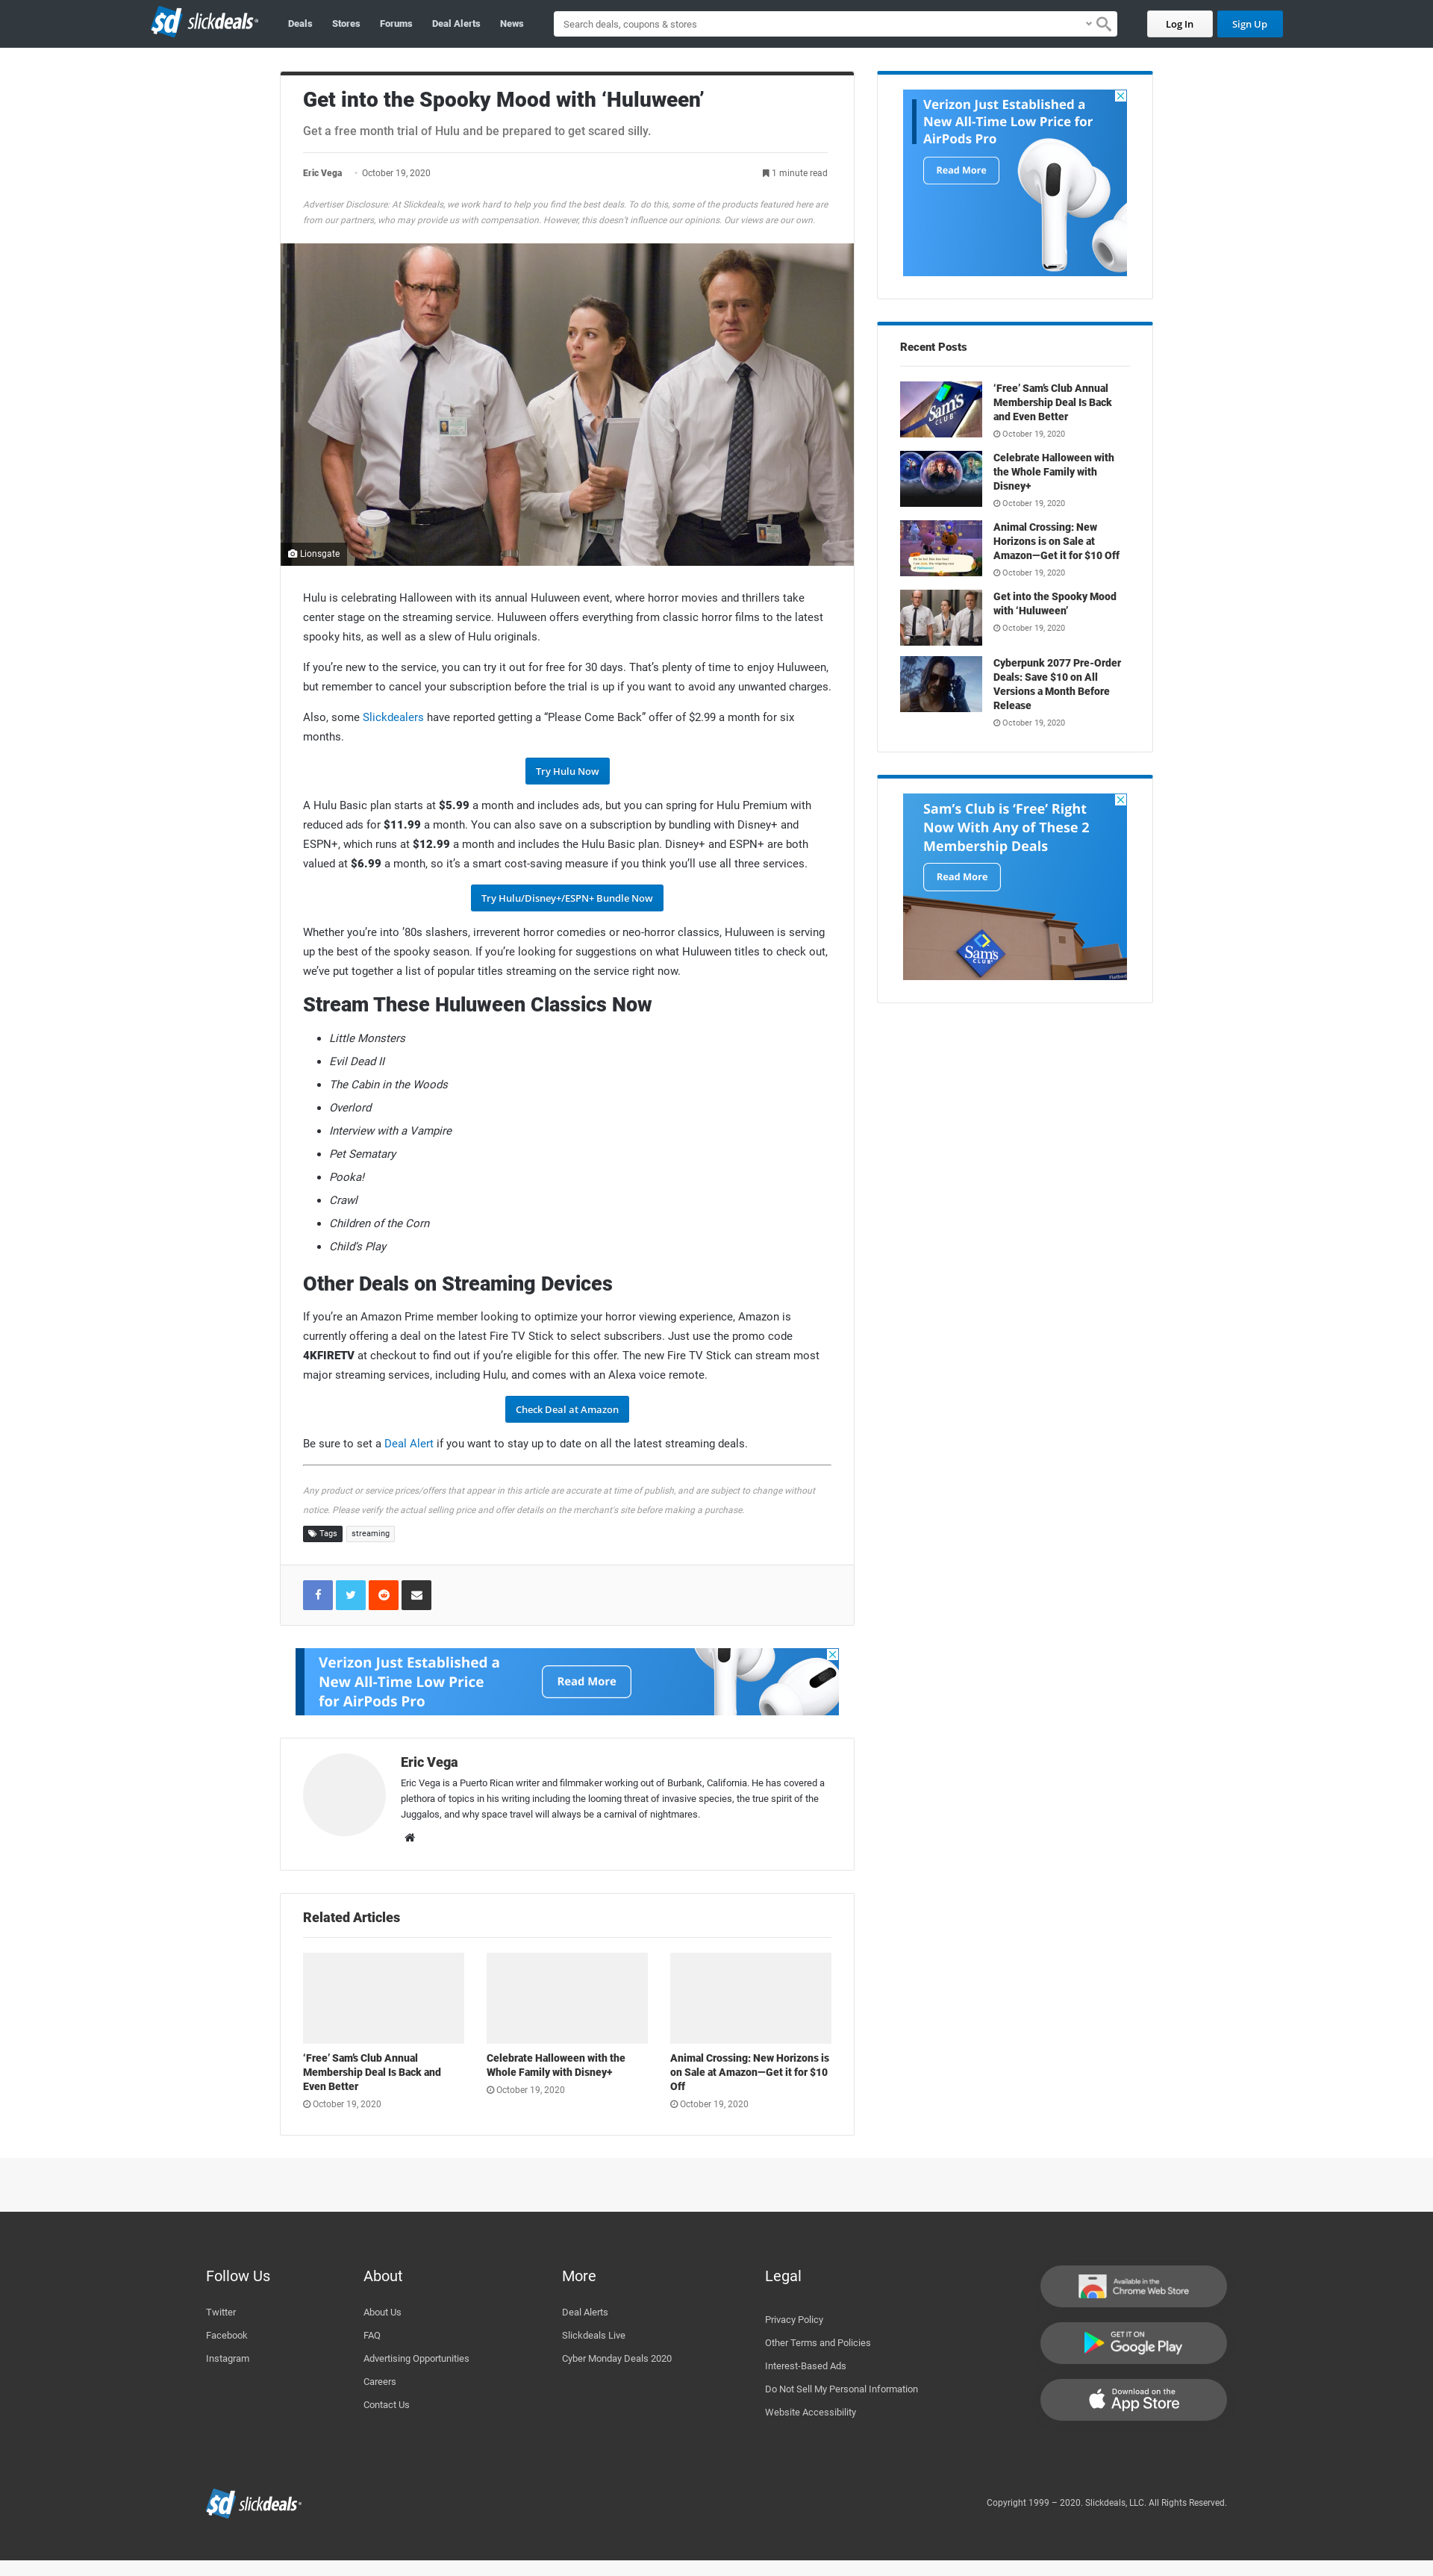 sd slickdeals
Deals
Stores
Forums
Deal Alerts
News
Search deals, coupons & stores
Log In
Sign Up
Get into the Spooky Mood with ‘Huluween’
Get a free month trial of Hulu and be prepared to get scared silly.
Eric Vega · October 19, 2020
1 minute read
Advertiser Disclosure: At Slickdeals, we work hard to help you find the best deals. To do this, some of the products featured here are
from our partners, who may provide us with compensation. However, this doesn’t influence our opinions. Our views are our own.
Lionsgate
Hulu is celebrating Halloween with its annual Huluween event, where horror movies and thrillers take
center stage on the streaming service. Huluween offers everything from classic horror films to the latest
spooky hits, as well as a slew of Hulu originals.
If you’re new to the service, you can try it out for free for 30 days. That’s plenty of time to enjoy Huluween,
but remember to cancel your subscription before the trial is up if you want to avoid any unwanted charges.
Also, some Slickdealers have reported getting a “Please Come Back” offer of $2.99 a month for six
months.
Try Hulu Now
A Hulu Basic plan starts at $5.99 a month and includes ads, but you can spring for Hulu Premium with
reduced ads for $11.99 a month. You can also save on a subscription by bundling with Disney+ and
ESPN+, which runs at $12.99 a month and includes the Hulu Basic plan. Disney+ and ESPN+ are both
valued at $6.99 a month, so it’s a smart cost-saving measure if you think you’ll use all three services.
Try Hulu/Disney+/ESPN+ Bundle Now
Whether you’re into ’80s slashers, irreverent horror comedies or neo-horror classics, Huluween is serving
up the best of the spooky season. If you’re looking for suggestions on what Huluween titles to check out,
we’ve put together a list of popular titles streaming on the service right now.
Stream These Huluween Classics Now
• Little Monsters
• Evil Dead II
• The Cabin in the Woods
• Overlord
• Interview with a Vampire
• Pet Sematary
• Pooka!
• Crawl
• Children of the Corn
• Child’s Play
Other Deals on Streaming Devices
If you’re an Amazon Prime member looking to optimize your horror viewing experience, Amazon is
currently offering a deal on the latest Fire TV Stick to select subscribers. Just use the promo code
4KFIRETV at checkout to find out if you’re eligible for this offer. The new Fire TV Stick can stream most
major streaming services, including Hulu, and comes with an Alexa voice remote.
Check Deal at Amazon
Be sure to set a Deal Alert if you want to stay up to date on all the latest streaming deals.
Any product or service prices/offers that appear in this article are accurate at time of publish, and are subject to change without
notice. Please verify the actual selling price and offer details on the merchant’s site before making a purchase.
Tags
streaming
Verizon Just Established a
New All-Time Low Price
for AirPods Pro
Read More
Eric Vega
Eric Vega is a Puerto Rican writer and filmmaker working out of Burbank, California. He has covered a
plethora of topics in his writing including the looming threat of invasive species, the true spirit of the
Juggalos, and why space travel will always be a carnival of nightmares.
Related Articles
‘Free’ Sam’s Club Annual
Membership Deal Is Back and
Even Better
October 19, 2020
Celebrate Halloween with the
Whole Family with Disney+
October 19, 2020
Animal Crossing: New Horizons is
on Sale at Amazon—Get it for $10
Off
October 19, 2020
Verizon Just Established a
New All-Time Low Price for
AirPods Pro
Read More
Recent Posts
Sam’s
CLUB
‘Free’ Sam’s Club Annual
Membership Deal Is Back
and Even Better
October 19, 2020
Celebrate Halloween with
the Whole Family with
Disney+
October 19, 2020
Animal Crossing: New
Horizons is on Sale at
Amazon—Get it for $10 Off
October 19, 2020
Get into the Spooky Mood
with ‘Huluween’
October 19, 2020
Cyberpunk 2077 Pre-Order
Deals: Save $10 on All
Versions a Month Before
Release
October 19, 2020
Sam’s Club is ‘Free’ Right
Now With Any of These 2
Membership Deals
Read More
Sam’s
CLUB
Follow Us
Twitter
Facebook
Instagram
About
About Us
FAQ
Advertising Opportunities
Careers
Contact Us
More
Deal Alerts
Slickdeals Live
Cyber Monday Deals 2020
Legal
Privacy Policy
Other Terms and Policies
Interest-Based Ads
Do Not Sell My Personal Information
Website Accessibility
Available in the
Chrome Web Store
GET IT ON
Google Play
Download on the
App Store
sd slickdeals
Copyright 1999 – 2020. Slickdeals, LLC. All Rights Reserved.